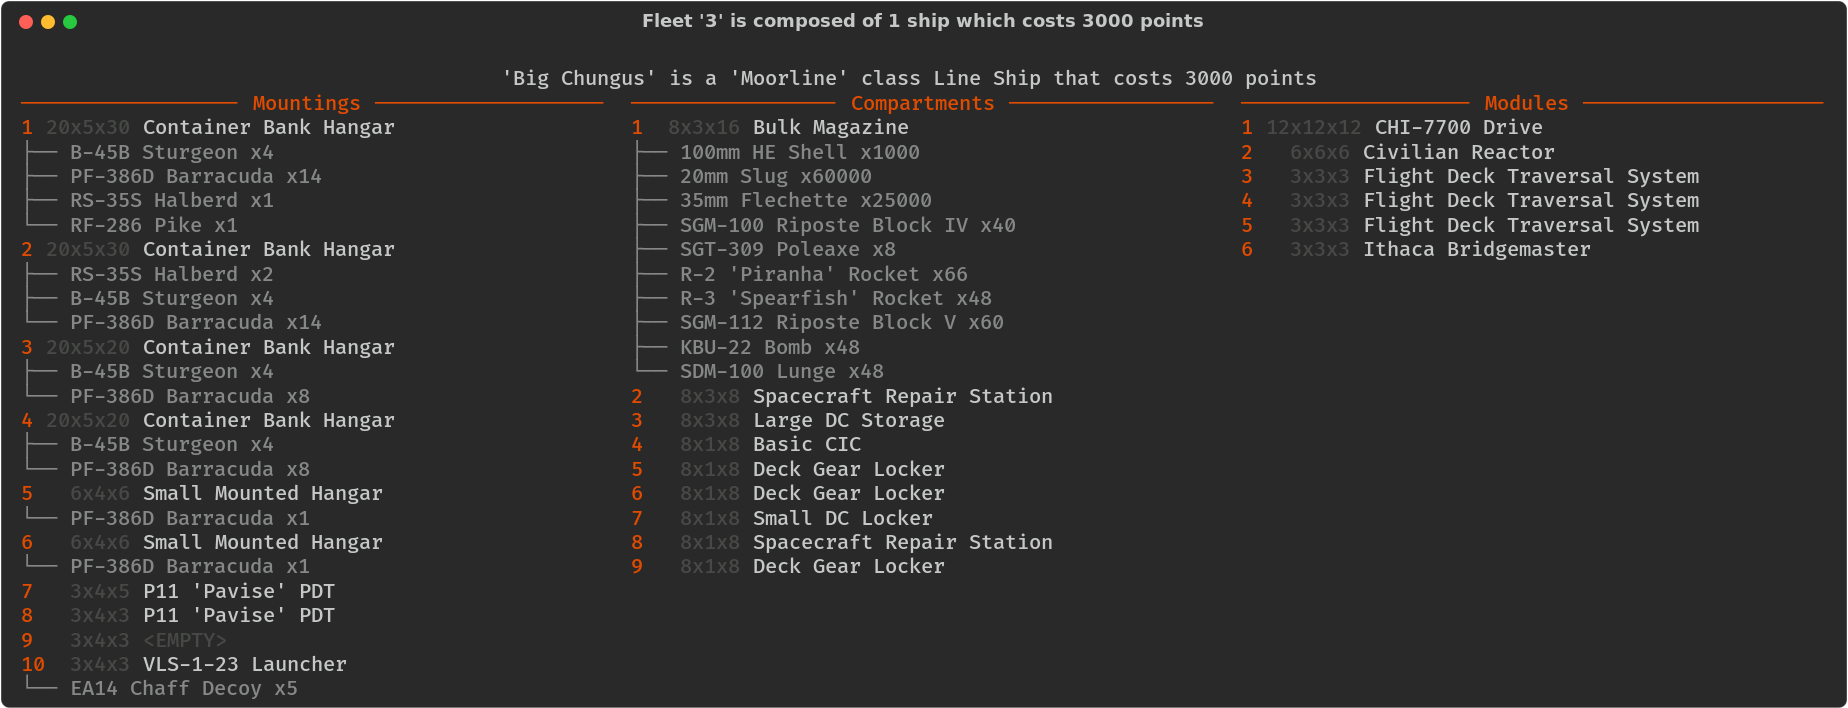 Fleet '3' is composed of 1 ship which costs 3000 points
'Big Chungus' is a 'Moorline' class Line Ship that costs 3000 points
Mountings
1 20x5x30 Container Bank Hangar
B-45B Sturgeon x4
PF-386D Barracuda x14
RS-35S Halberd x1
RF-286 Pike x1
2 20x5x30 Container Bank Hangar
RS-35S Halberd x2
B-45B Sturgeon x4
PF-386D Barracuda x14
3 20x5x20 Container Bank Hangar
B-45B Sturgeon x4
PF-386D Barracuda x8
4 20x5x20 Container Bank Hangar
B-45B Sturgeon x4
PF-386D Barracuda x8
5 6x4x6 Small Mounted Hangar
PF-386D Barracuda x1
6 6x4x6 Small Mounted Hangar
PF-386D Barracuda x1
7 3x4x5 P11 'Pavise' PDT
8 3x4x3 P11 'Pavise' PDT
9 3x4x3 <EMPTY>
10 3x4x3 VLS-1-23 Launcher
EA14 Chaff Decoy x5
Compartments
1 8x3x16 Bulk Magazine
100mm HE Shell x1000
20mm Slug x60000
35mm Flechette x25000
SGM-100 Riposte Block IV x40
SGT-309 Poleaxe x8
R-2 'Piranha' Rocket x66
R-3 'Spearfish' Rocket x48
SGM-112 Riposte Block V x60
KBU-22 Bomb x48
SDM-100 Lunge x48
2 8x3x8 Spacecraft Repair Station
3 8x3x8 Large DC Storage
4 8x1x8 Basic CIC
5 8x1x8 Deck Gear Locker
6 8x1x8 Deck Gear Locker
7 8x1x8 Small DC Locker
8 8x1x8 Spacecraft Repair Station
9 8x1x8 Deck Gear Locker
Modules
1 12x12x12 CHI-7700 Drive
2 6x6x6 Civilian Reactor
3 3x3x3 Flight Deck Traversal System
4 3x3x3 Flight Deck Traversal System
5 3x3x3 Flight Deck Traversal System
6 3x3x3 Ithaca Bridgemaster